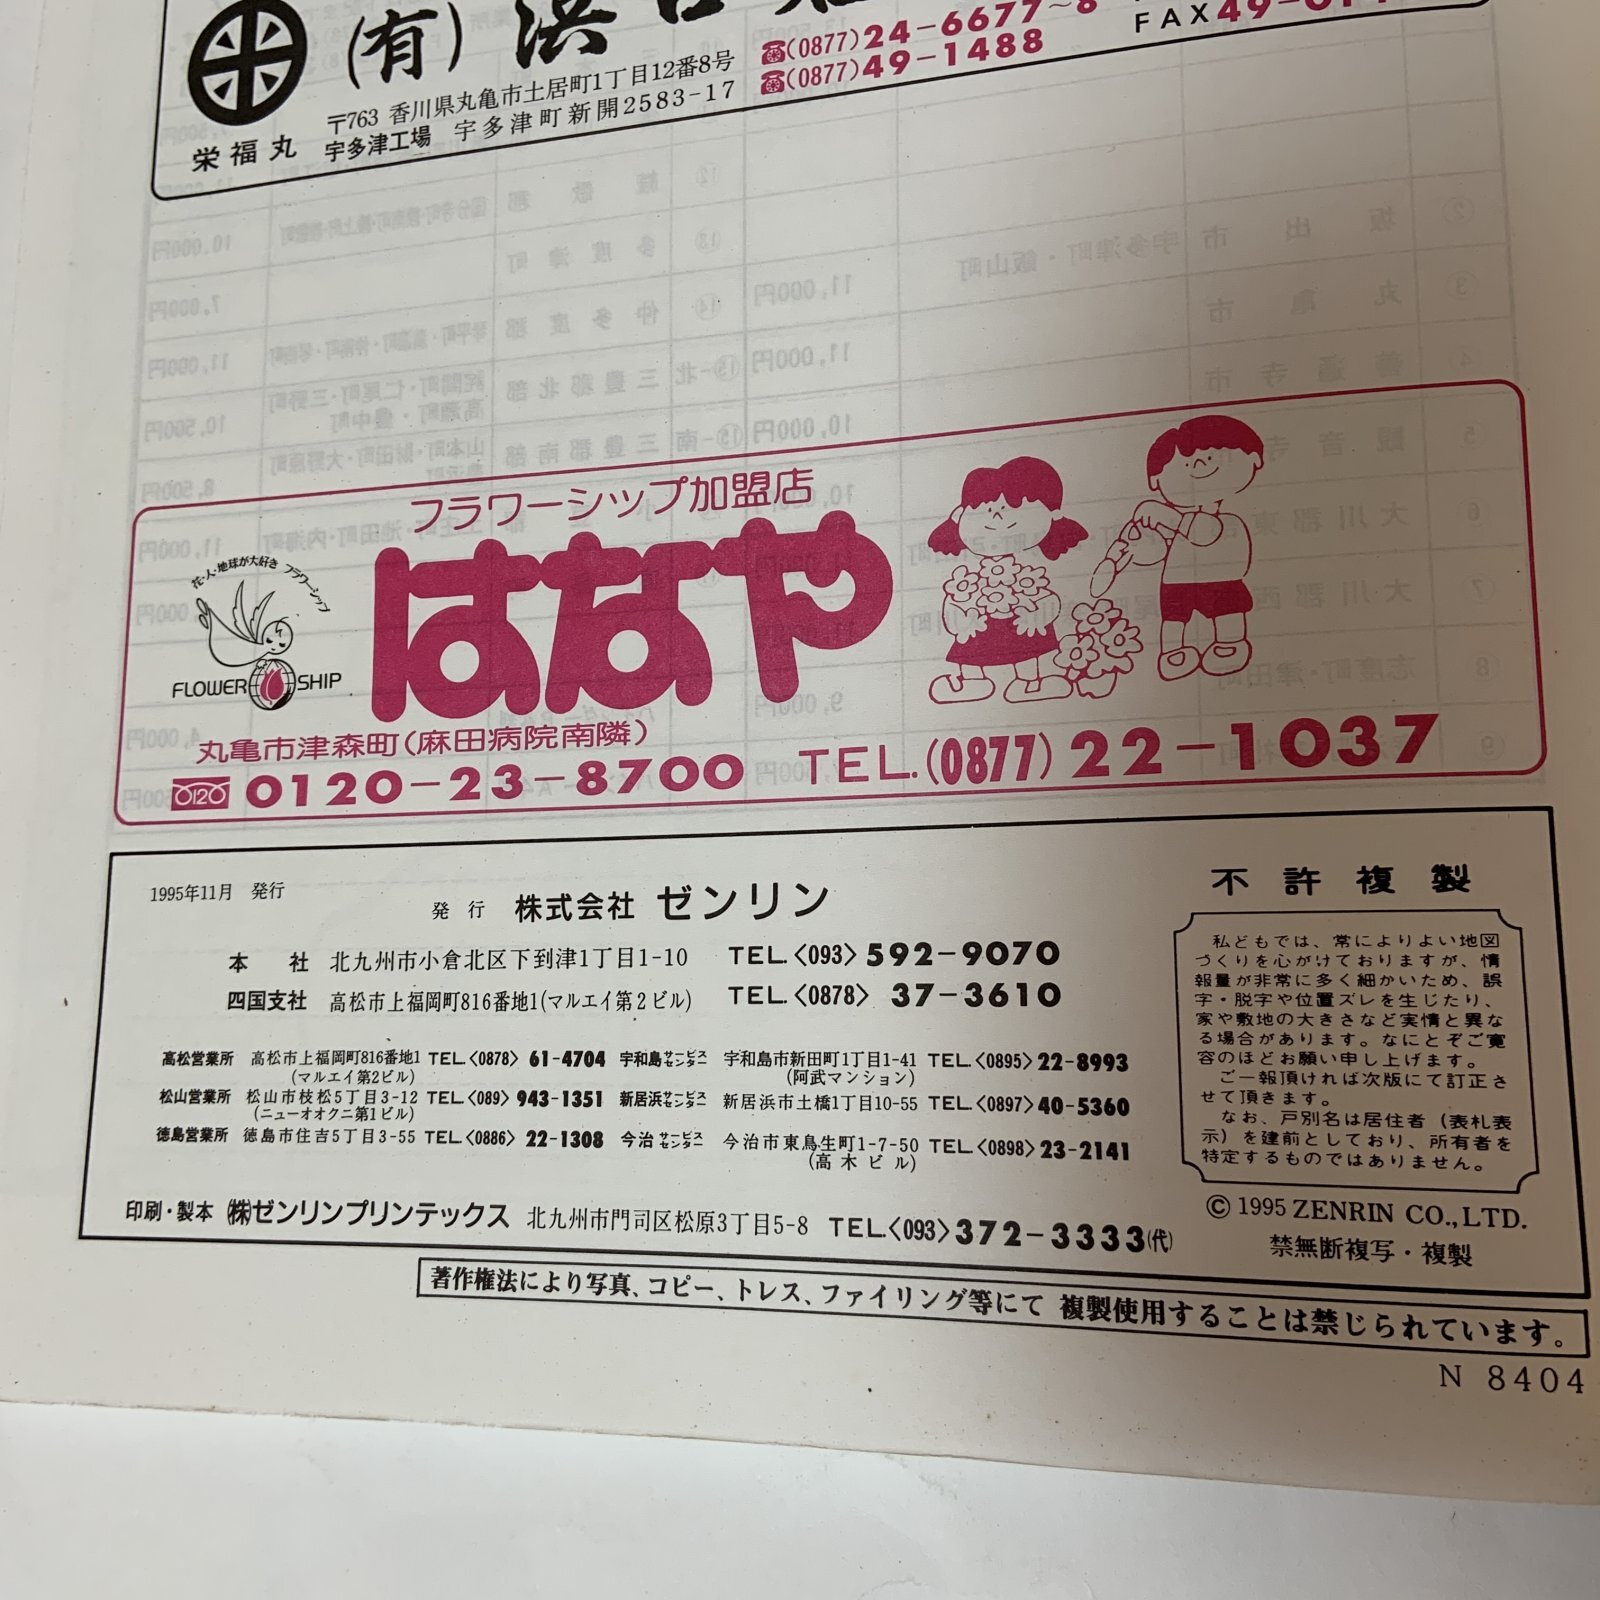 (有)浜
☎(0877)24-6677〜8
☎(0877)49-1488
FAX49-01
〒763 香川県丸亀市土居町1丁目12番8号
宇多津工場 宇多津町新開2583-17
栄福丸
フラワーシップ加盟店
はなや
花・人・地球が大好き フラワーシップ
FLOWER SHIP
丸亀市津森町(麻田病院南隣)
0120-23-8700 TEL.(0877)22-1037
1995年11月 発行
発行 株式会社 ゼンリン
本社 北九州市小倉北区下到津1丁目1-10 TEL.〈093〉592-9070
四国支社 高松市上福岡町816番地1(マルエイ第2ビル) TEL.〈0878〉37-3610
高松営業所 高松市上福岡町816番地1 TEL.〈0878〉61-4704 宇和島サービスセンター 宇和島市新田町1丁目1-41 TEL.〈0895〉22-8993
(マルエイ第2ビル) (阿武マンション)
松山営業所 松山市枝松5丁目3-12 TEL.〈089〉943-1351 新居浜サービスセンター 新居浜市土橋1丁目10-55 TEL.〈0897〉40-5360
(ニューオオクニ第1ビル)
徳島営業所 徳島市住吉5丁目3-55 TEL.〈0886〉22-1308 今治サービスセンター 今治市東鳥生町1-7-50 TEL.〈0898〉23-2141
(高木ビル)
印刷・製本 (株)ゼンリンプリンテックス 北九州市門司区松原3丁目5-8 TEL.〈093〉372-3333(代)
不許複製
私どもでは、常によりよい地図
づくりを心がけておりますが、情
報量が非常に多く細かいため、誤
字・脱字や位置ズレを生じたり、
家や敷地の大きさなど実情と異な
る場合があります。なにとぞご寛
容のほどお願い申し上げます。
ご一報頂ければ次版にて訂正さ
せて頂きます。
なお、戸別名は居住者(表札表
示)を建前としており、所有者を
特定するものではありません。
© 1995 ZENRIN CO.,LTD.
禁無断複写・複製
著作権法により写真、コピー、トレス、ファイリング等にて 複製使用することは禁じられています。
N 8404